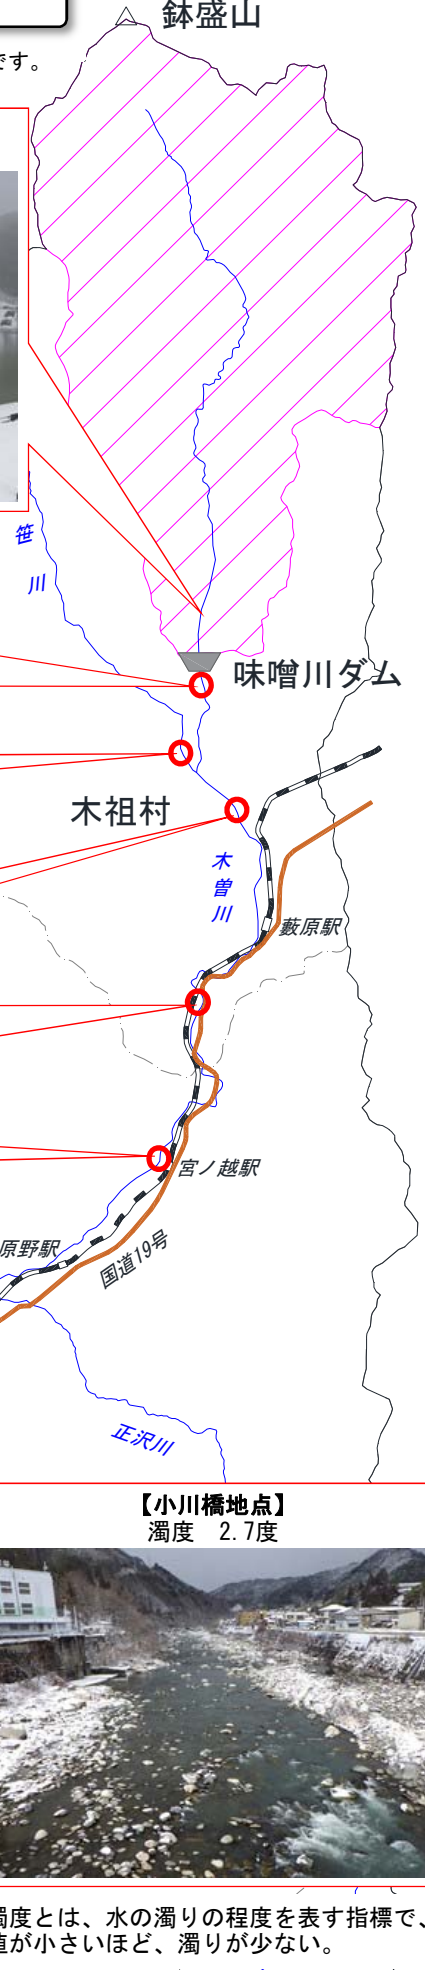 鉢盛山
です。
笹川
味噌川ダム
木祖村
木曽川
藪原駅
宮ノ越駅
原野駅
国道19号
正沢川
【小川橋地点】
濁度　2.7度
濁度とは、水の濁りの程度を表す指標で、
値が小さいほど、濁りが少ない。